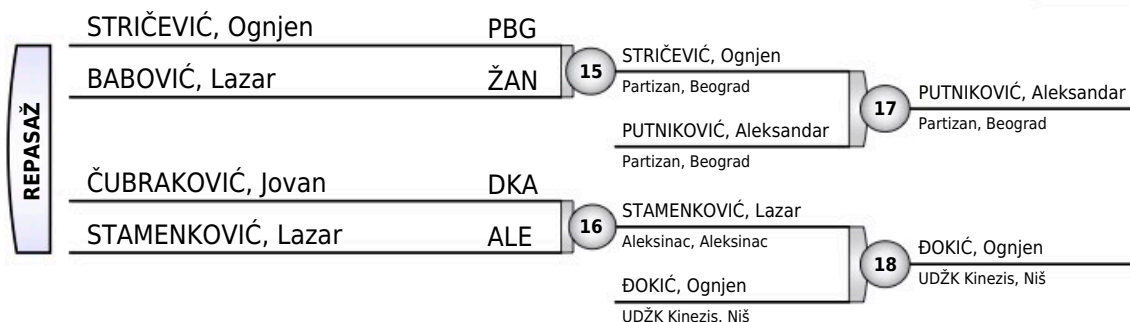 REPASAŽ
STRIČEVIĆ, Ognjen PBG
BABOVIĆ, Lazar ŽAN
ČUBRAKOVIĆ, Jovan DKA
STAMENKOVIĆ, Lazar ALE
15
STRIČEVIĆ, Ognjen
Partizan, Beograd
PUTNIKOVIĆ, Aleksandar
Partizan, Beograd
16
STAMENKOVIĆ, Lazar
Aleksinac, Aleksinac
ĐOKIĆ, Ognjen
UDŽK Kinezis, Niš
17
PUTNIKOVIĆ, Aleksandar
Partizan, Beograd
18
ĐOKIĆ, Ognjen
UDŽK Kinezis, Niš